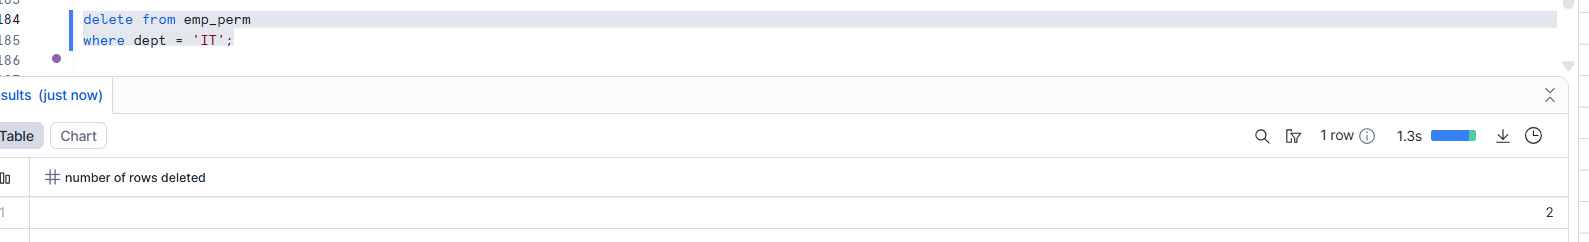 184 delete from emp_perm
185 where dept = 'IT';
186
sults (just now)
Table Chart 1 row 1.3s
number of rows deleted
1 2